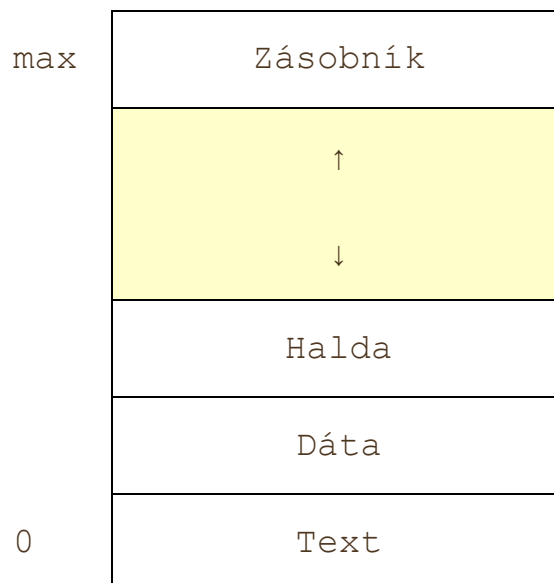 max Zásobník
↑
↓
Halda
Dáta
0 Text